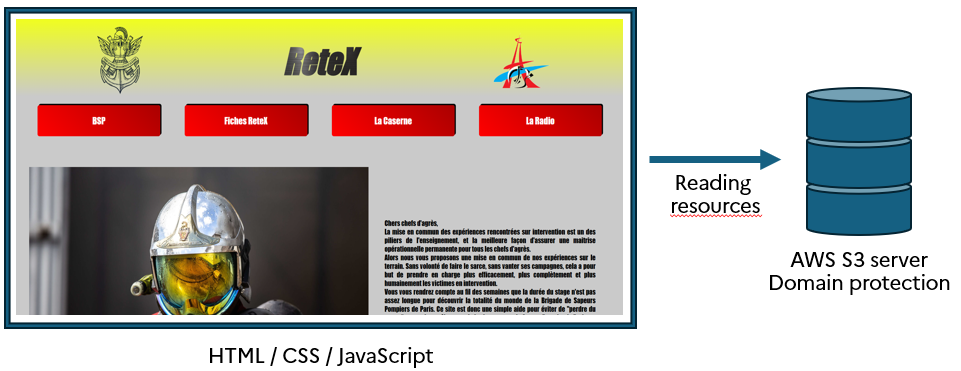 ReteX
BSP
Fiches ReteX
La Caserne
La Radio
Chers chefs d'agrès,
La mise en commun des expériences rencontrées sur intervention est un des
piliers de l'enseignement, et la meilleure façon d'assurer une maîtrise
opérationnelle permanente pour tous les chefs d'agrès.
Alors nous vous proposons une mise en commun de nos expériences sur le
terrain. Sans volonté de faire le sarce, sans vanter ses campagnes, cela a pour
but de prendre en charge plus efficacement, plus complètement et plus
humainement les victimes en intervention.
Vous vous rendrez compte au fil des semaines que la durée du stage n'est pas
assez longue pour découvrir la totalité du monde de la Brigade de Sapeurs
Pompiers de Paris. Ce site est donc une simple aide pour éviter de "perdre du
Reading
resources
AWS S3 server
Domain protection
HTML / CSS / JavaScript